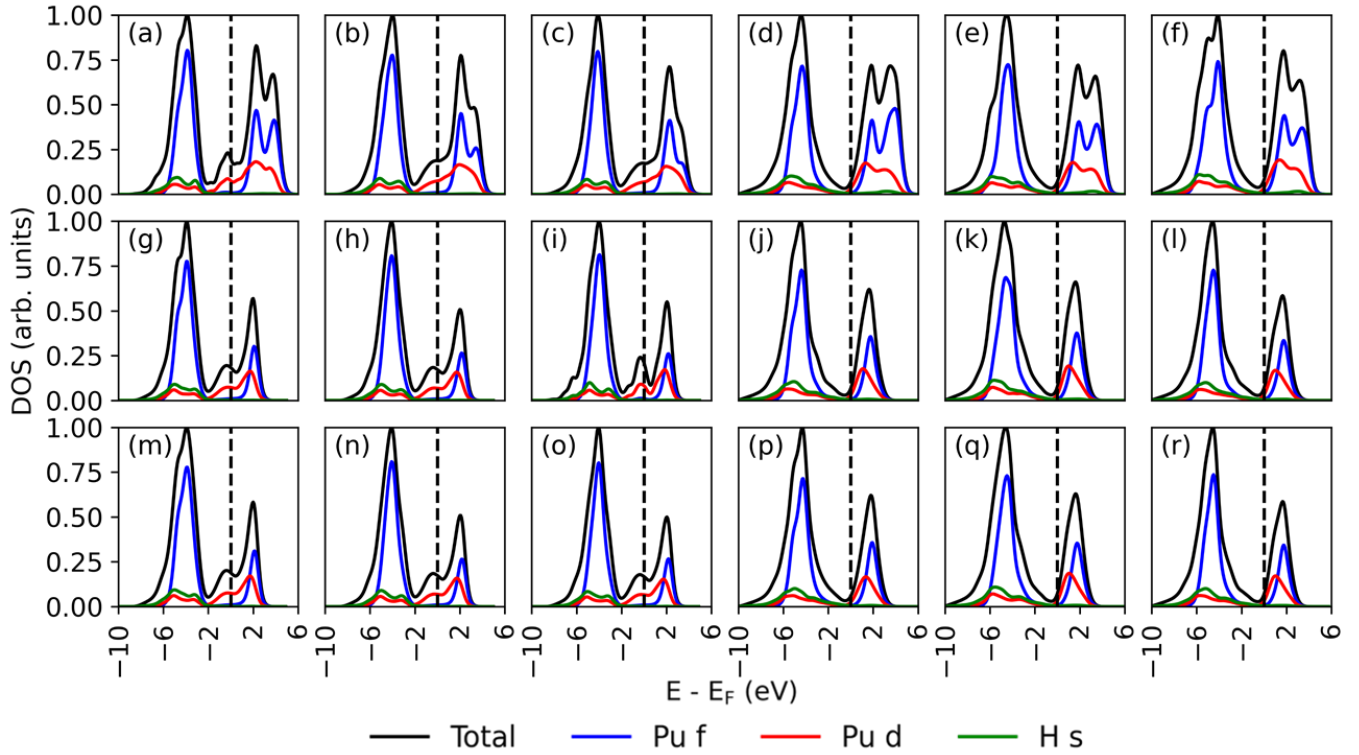 1.00 (a) (b) (c) (d) (e) (f)
0.75
0.50
0.25
0.00
1.00 (g) (h) (i) (j) (k) (l)
0.75
0.50
0.25
0.00
1.00 (m) (n) (o) (p) (q) (r)
0.75
0.50
0.25
0.00
DOS (arb. units)
−10 −6 −2 2 6 −10 −6 −2 2 6 −10 −6 −2 2 6 −10 −6 −2 2 6 −10 −6 −2 2 6 −10 −6 −2 2 6
E - E_F (eV)
Total Pu f Pu d H s